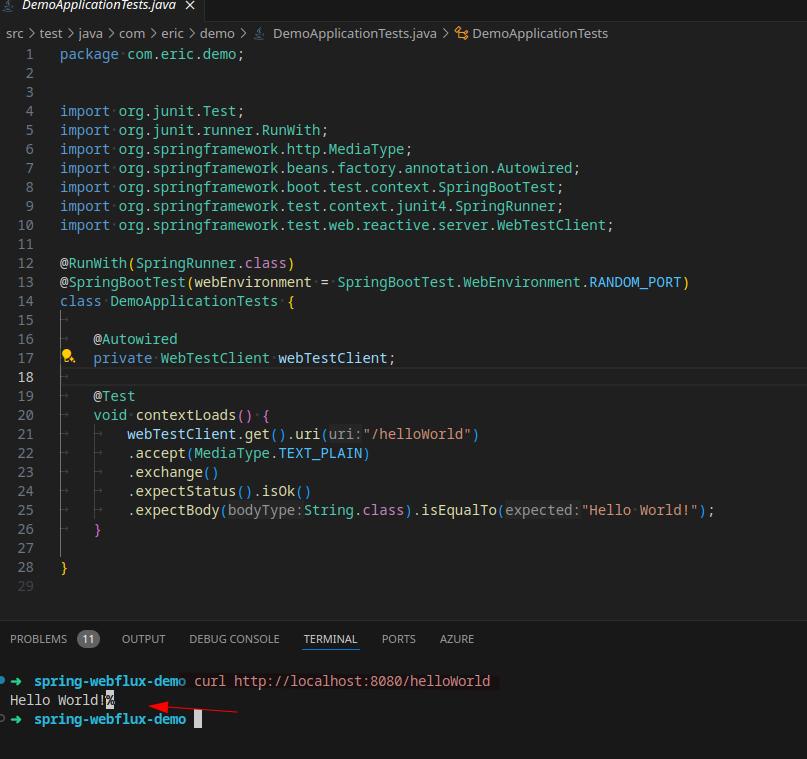 DemoApplicationTests.java ×
src > test > java > com > eric > demo > DemoApplicationTests.java > DemoApplicationTests
1 package com.eric.demo;
2
3
4 import org.junit.Test;
5 import org.junit.runner.RunWith;
6 import org.springframework.http.MediaType;
7 import org.springframework.beans.factory.annotation.Autowired;
8 import org.springframework.boot.test.context.SpringBootTest;
9 import org.springframework.test.context.junit4.SpringRunner;
10 import org.springframework.test.web.reactive.server.WebTestClient;
11
12 @RunWith(SpringRunner.class)
13 @SpringBootTest(webEnvironment = SpringBootTest.WebEnvironment.RANDOM_PORT)
14 class DemoApplicationTests {
15
16 @Autowired
17 private WebTestClient webTestClient;
18
19 @Test
20 void contextLoads() {
21 webTestClient.get().uri(uri:"/helloWorld")
22 .accept(MediaType.TEXT_PLAIN)
23 .exchange()
24 .expectStatus().isOk()
25 .expectBody(bodyType:String.class).isEqualTo(expected:"Hello World!");
26 }
27
28 }
29
PROBLEMS 11 OUTPUT DEBUG CONSOLE TERMINAL PORTS AZURE
➜ spring-webflux-demo curl http://localhost:8080/helloWorld
Hello World!%
➜ spring-webflux-demo